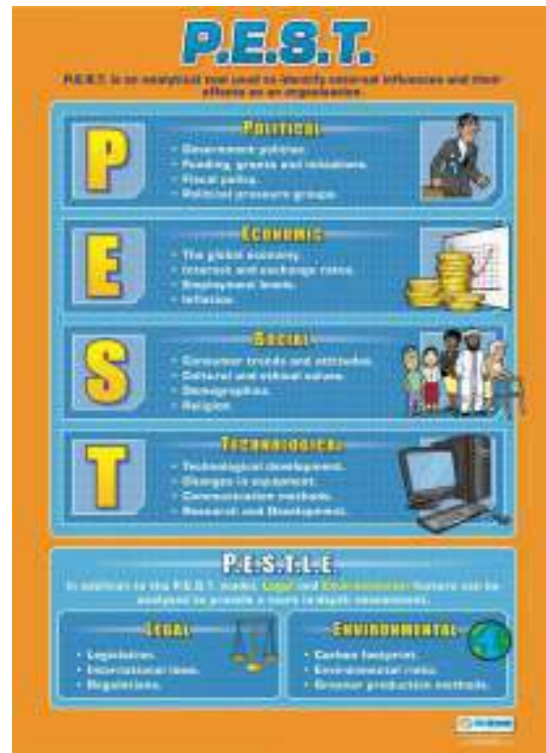 P.E.S.T.
P.E.S.T. is an analytical tool used to identify external influences and their
effects on an organisation.
P
POLITICAL
• Government policies.
• Funding, grants and initiatives.
• Fiscal policy.
• Political pressure groups.
E
ECONOMIC
• The global economy.
• Interest and exchange rates.
• Employment levels.
• Inflation.
S
SOCIAL
• Consumer trends and attitudes.
• Cultural and ethical values.
• Demographics.
• Religion.
T
TECHNOLOGICAL
• Technological development.
• Changes in equipment.
• Communication methods.
• Research and Development.
P.E.S.T.L.E.
In addition to the P.E.S.T. model, Legal and Environmental factors can be
analysed to provide a more in-depth assessment.
LEGAL
• Legislation.
• International laws.
• Regulations.
ENVIRONMENTAL
• Carbon footprint.
• Environmental risks.
• Greener production methods.